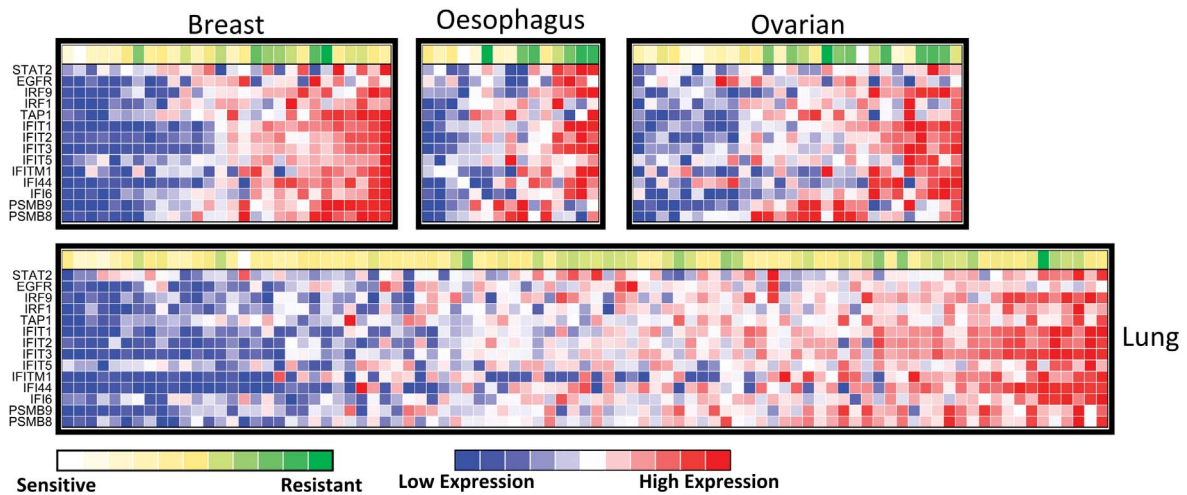 Breast
Oesophagus
Ovarian
STAT2
EGFR
IRF9
IRF1
TAP1
IFIT1
IFIT2
IFIT3
IFIT5
IFITM1
IFI44
IFI6
PSMB9
PSMB8
STAT2
EGFR
IRF9
IRF1
TAP1
IFIT1
IFIT2
IFIT3
IFIT5
IFITM1
IFI44
IFI6
PSMB9
PSMB8
Lung
Sensitive
Resistant
Low Expression
High Expression